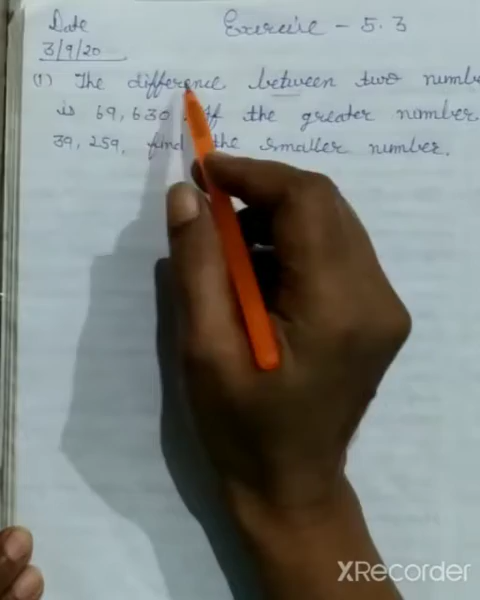 Date
3/9/20
Exercise - 5.3
(1) The difference between two numbe
is 69,630 . If the greater number
39,259, find the smaller number.
XRecorder